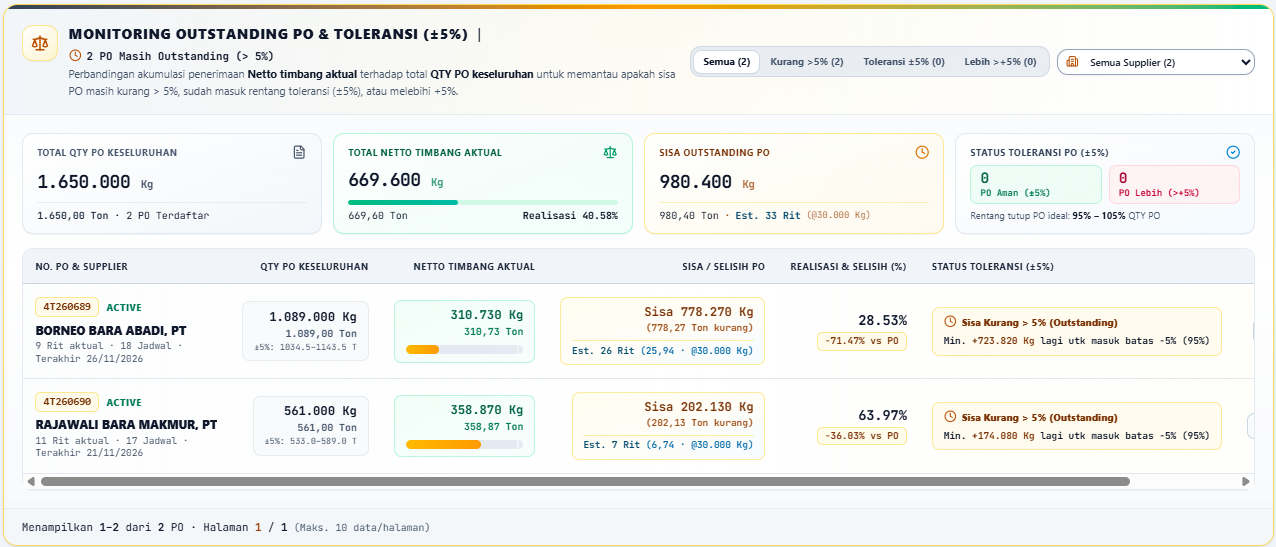 MONITORING OUTSTANDING PO & TOLERANSI (±5%) |
2 PO Masih Outstanding (> 5%)
Perbandingan akumulasi penerimaan Netto timbang aktual terhadap total QTY PO keseluruhan untuk memantau apakah sisa
PO masih kurang > 5%, sudah masuk rentang toleransi (±5%), atau melebihi +5%.
Semua (2) Kurang >5% (2) Toleransi ±5% (0) Lebih >+5% (0)
Semua Supplier (2)
TOTAL QTY PO KESELURUHAN
1.650.000 Kg
1.650,00 Ton · 2 PO Terdaftar
TOTAL NETTO TIMBANG AKTUAL
669.600 Kg
669,60 Ton Realisasi 40.58%
SISA OUTSTANDING PO
980.400 Kg
980,40 Ton · Est. 33 Rit (@30.000 Kg)
STATUS TOLERANSI PO (±5%)
0
PO Aman (±5%)
0
PO Lebih (>+5%)
Rentang tutup PO ideal: 95% – 105% QTY PO
NO. PO & SUPPLIER QTY PO KESELURUHAN NETTO TIMBANG AKTUAL SISA / SELISIH PO REALISASI & SELISIH (%) STATUS TOLERANSI (±5%)
4T260689 ACTIVE
BORNEO BARA ABADI, PT
9 Rit aktual · 18 Jadwal ·
Terakhir 26/11/2026
1.089.000 Kg
1.089,00 Ton
±5%: 1034.5–1143.5 T
310.730 Kg
310,73 Ton
Sisa 778.270 Kg
(778,27 Ton kurang)
Est. 26 Rit (25,94 · @30.000 Kg)
28.53%
-71.47% vs PO
Sisa Kurang > 5% (Outstanding)
Min. +723.820 Kg lagi utk masuk batas -5% (95%)
4T260690 ACTIVE
RAJAWALI BARA MAKMUR, PT
11 Rit aktual · 17 Jadwal ·
Terakhir 21/11/2026
561.000 Kg
561,00 Ton
±5%: 533.0–589.0 T
358.870 Kg
358,87 Ton
Sisa 202.130 Kg
(202,13 Ton kurang)
Est. 7 Rit (6,74 · @30.000 Kg)
63.97%
-36.03% vs PO
Sisa Kurang > 5% (Outstanding)
Min. +174.080 Kg lagi utk masuk batas -5% (95%)
Menampilkan 1–2 dari 2 PO · Halaman 1 / 1 (Maks. 10 data/halaman)